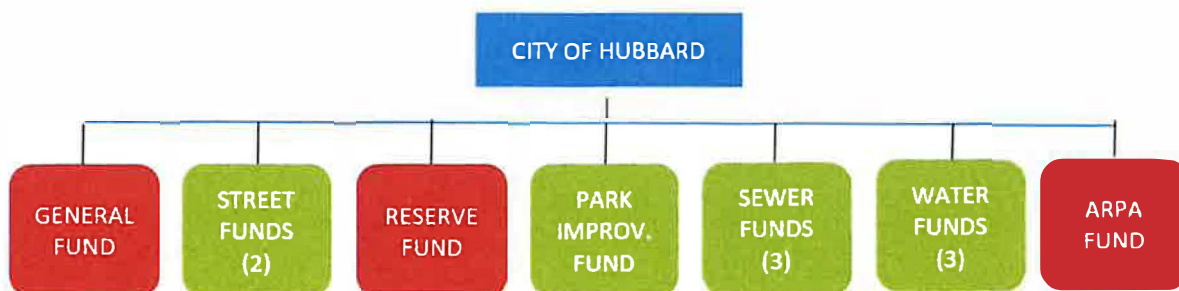 CITY OF HUBBARD
GENERAL
FUND
STREET
FUNDS
(2)
RESERVE
FUND
PARK
IMPROV.
FUND
SEWER
FUNDS
(3)
WATER
FUNDS
(3)
ARPA
FUND